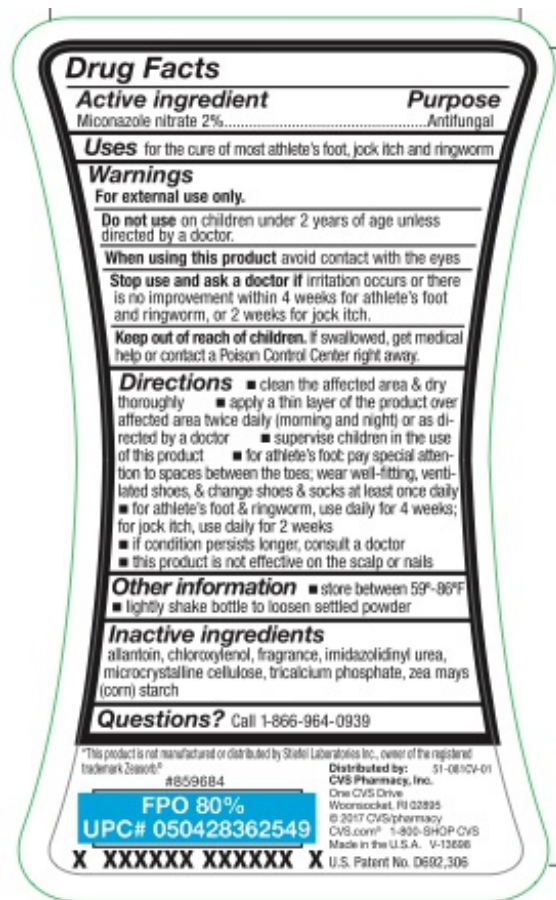 Drug Facts
Active ingredient Purpose
Miconazole nitrate 2%.....................................................Antifungal
Uses for the cure of most athlete's foot, jock itch and ringworm
Warnings
For external use only.
Do not use on children under 2 years of age unless
directed by a doctor.
When using this product avoid contact with the eyes
Stop use and ask a doctor if irritation occurs or there
is no improvement within 4 weeks for athlete's foot
and ringworm, or 2 weeks for jock itch.
Keep out of reach of children. If swallowed, get medical
help or contact a Poison Control Center right away.
Directions ■ clean the affected area & dry
thoroughly ■ apply a thin layer of the product over
affected area twice daily (morning and night) or as di-
rected by a doctor ■ supervise children in the use
of this product ■ for athlete's foot: pay special atten-
tion to spaces between the toes; wear well-fitting, venti-
lated shoes, & change shoes & socks at least once daily
■ for athlete's foot & ringworm, use daily for 4 weeks;
for jock itch, use daily for 2 weeks
■ if condition persists longer, consult a doctor
■ this product is not effective on the scalp or nails
Other information ■ store between 59º-86ºF
■ lightly shake bottle to loosen settled powder
Inactive ingredients
allantoin, chloroxylenol, fragrance, imidazolidinyl urea,
microcrystalline cellulose, tricalcium phosphate, zea mays
(corn) starch
Questions? Call 1-866-964-0939
*This product is not manufactured or distributed by Stiefel Laboratories Inc., owner of the registered
trademark Zeasorb.®
#859684
FPO 80%
UPC# 050428362549
X XXXXXX XXXXXX X
Distributed by: 51-081CV-01
CVS Pharmacy, Inc.
One CVS Drive
Woonsocket, RI 02895
© 2017 CVS/pharmacy
CVS.com® 1-800-SHOP CVS
Made in the U.S.A. V-13698
U.S. Patent No. D692,306